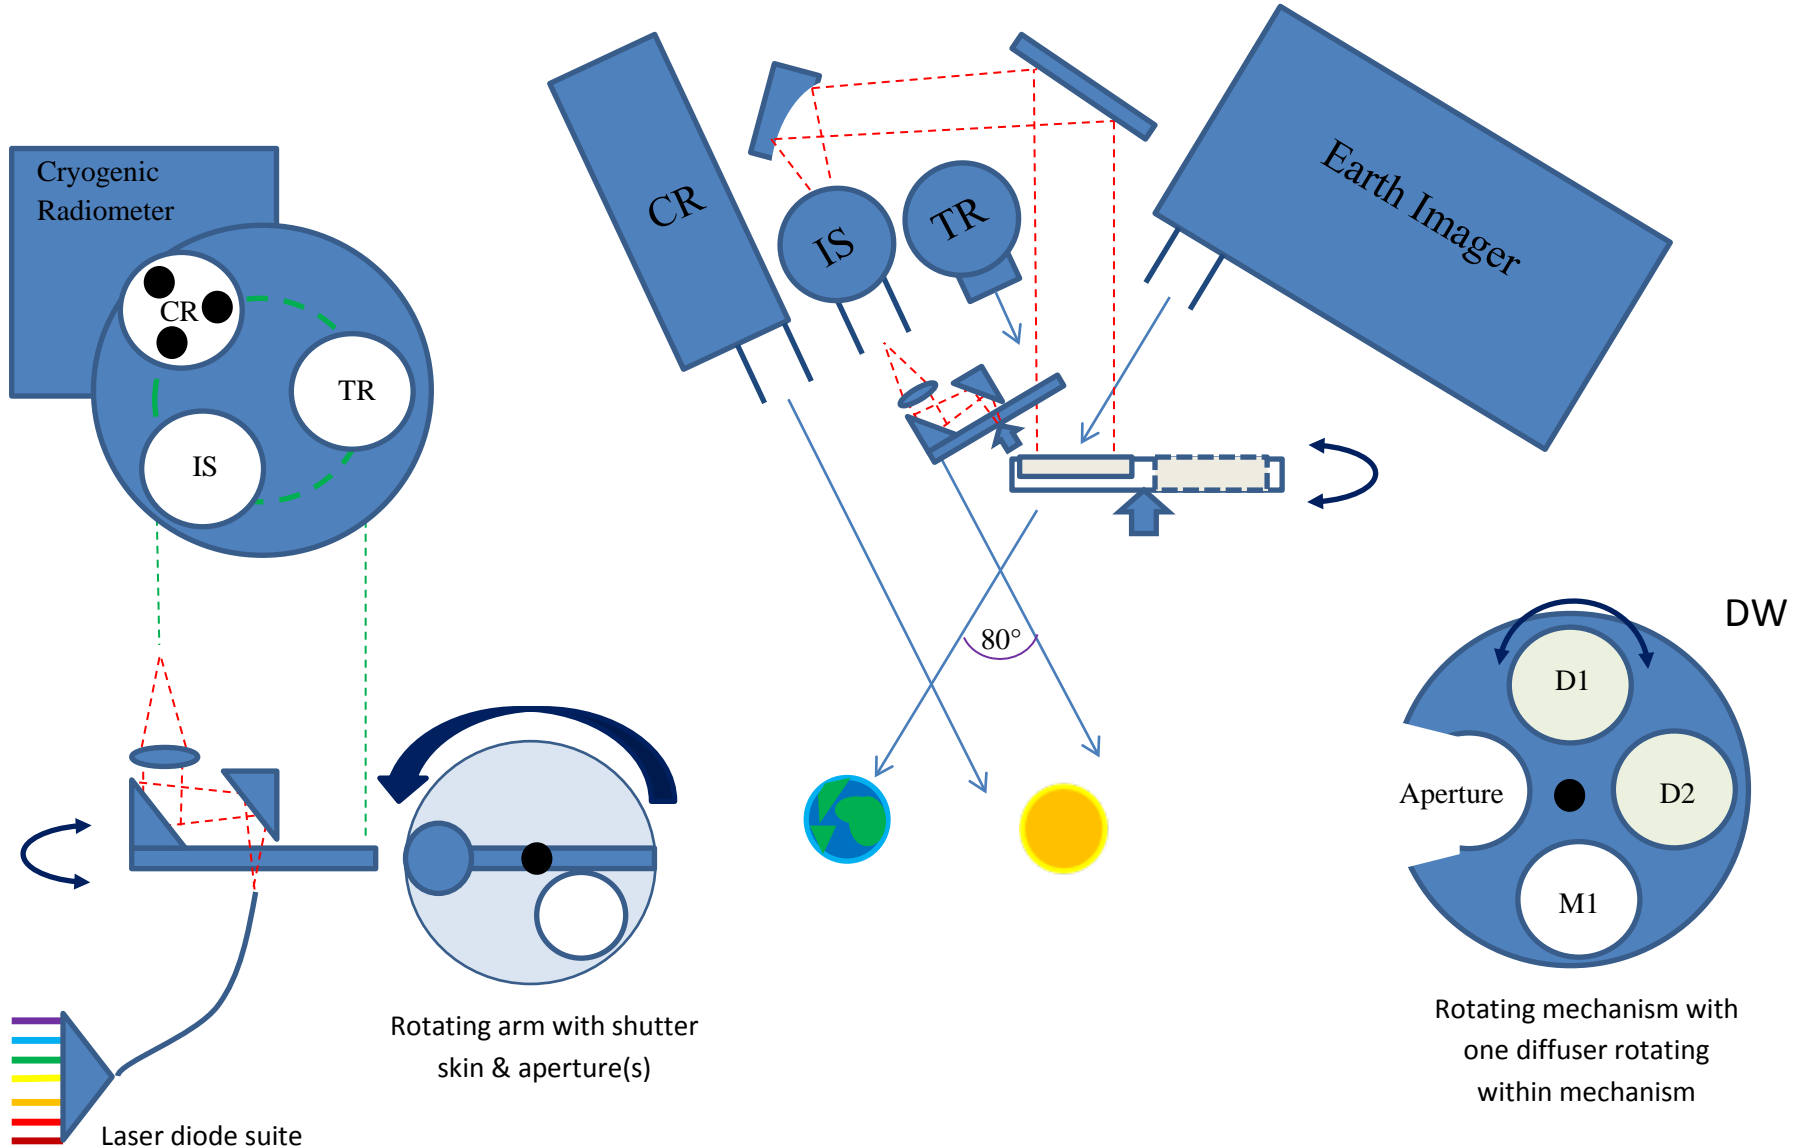 Cryogenic
Radiometer
CR
TR
IS
CR
IS
TR
Earth Imager
80°
DW
D1
Aperture
D2
M1
Rotating arm with shutter
skin & aperture(s)
Rotating mechanism with
one diffuser rotating
within mechanism
Laser diode suite